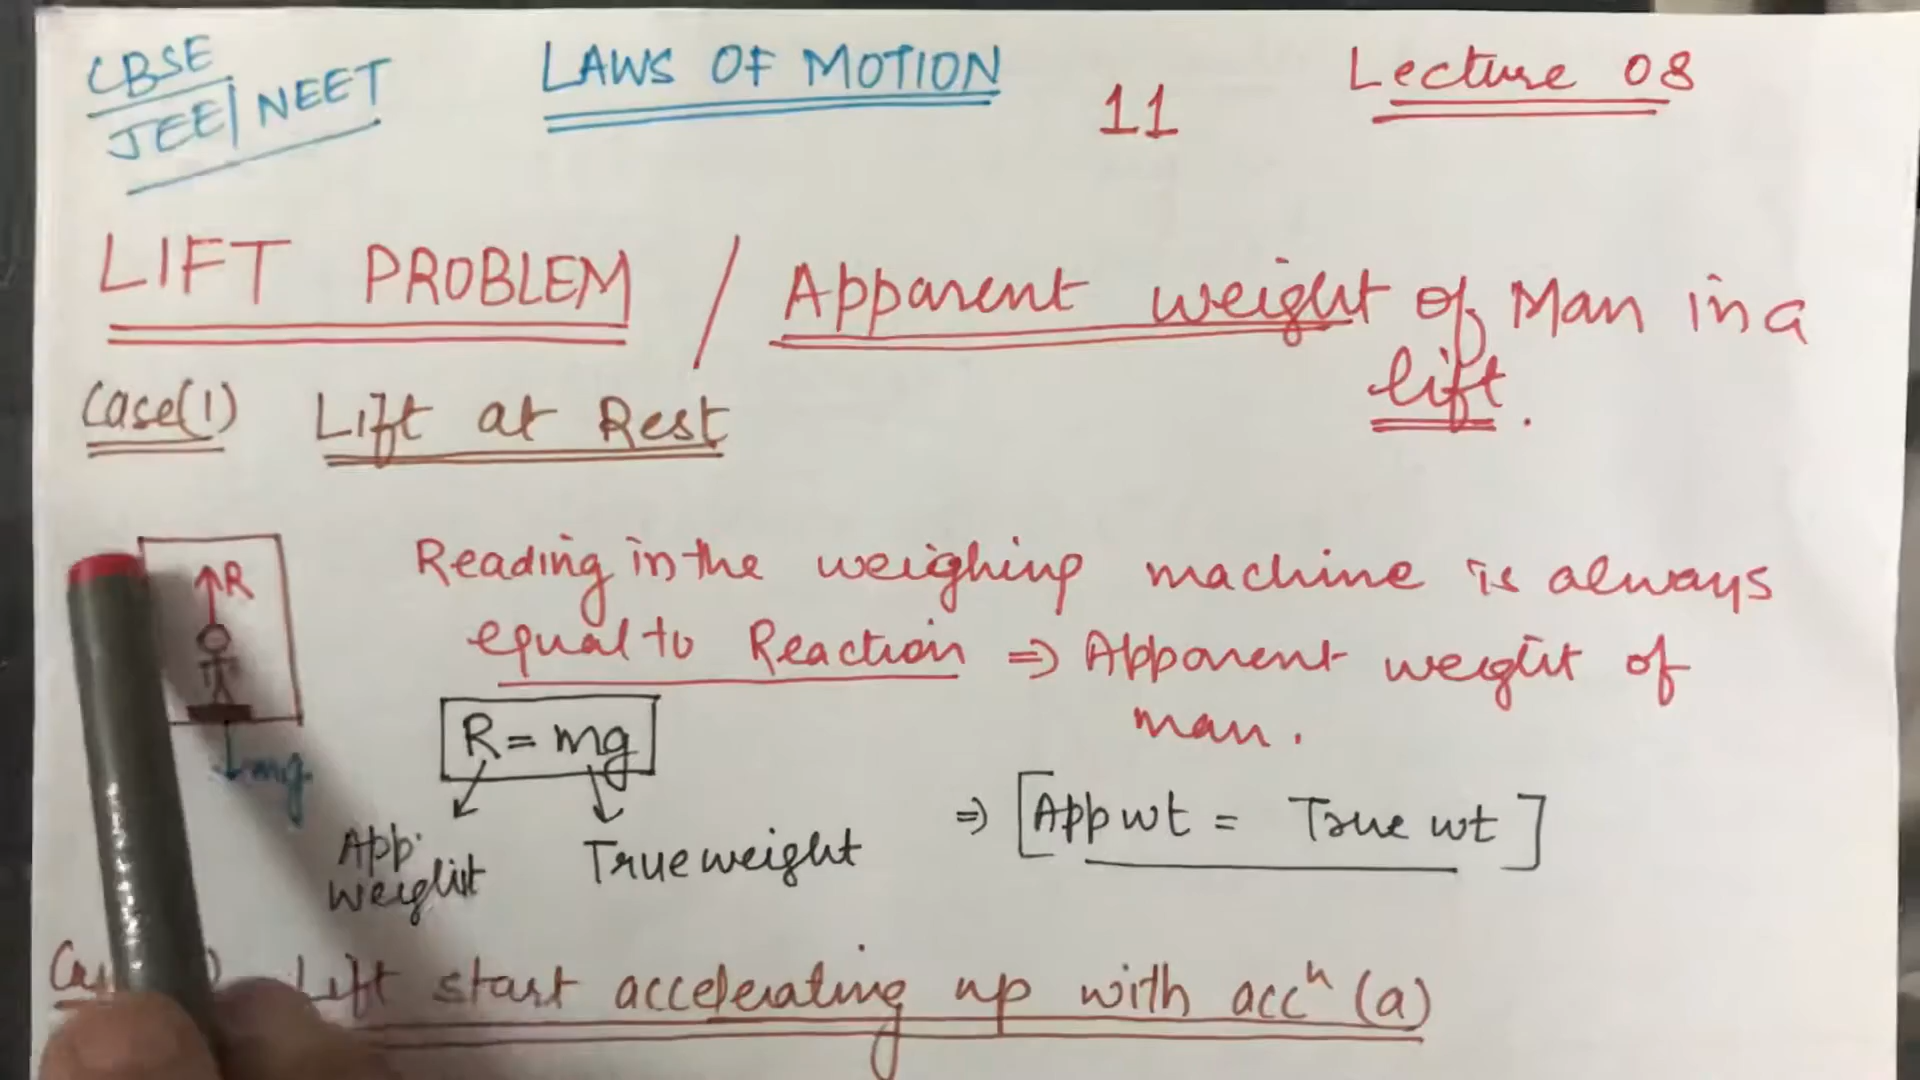 CBSE
JEE/NEET
LAWS OF MOTION
11
Lecture 08
LIFT PROBLEM / Apparent weight of Man in a
lift.
Case(1) Lift at Rest
R
mg
Reading in the weighing machine is always
equal to Reaction ⇒ Apparent weight of
man.
R = mg
App. weight
True weight
⇒ [App wt = True wt]
Lift start accelerating up with accⁿ (a)